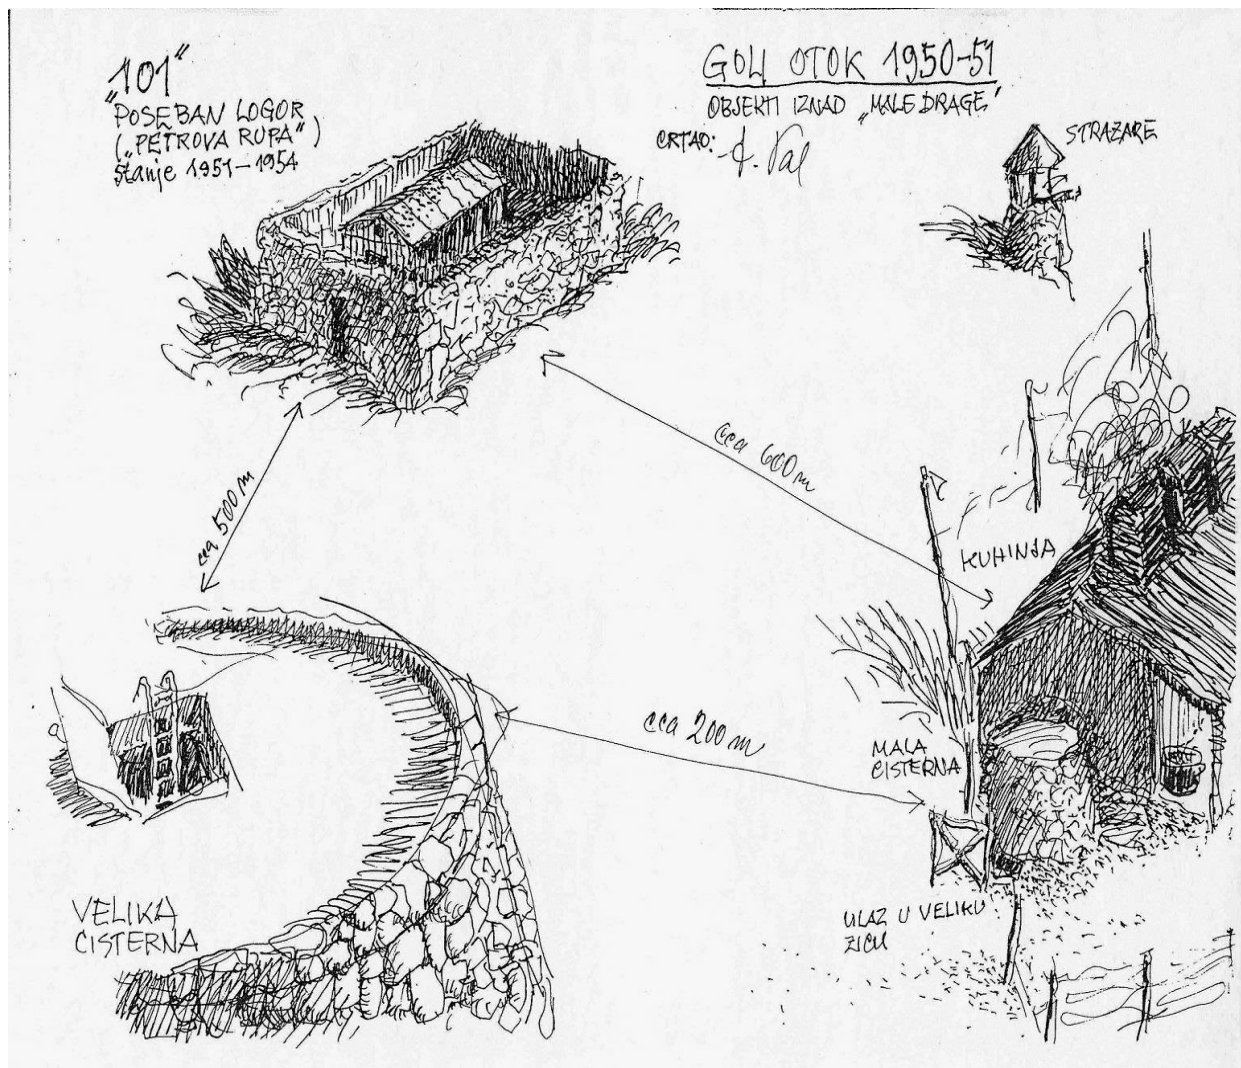 "101"
POSEBAN LOGOR
("PETROVA RUPA")
Stanje 1951-1954
GOLI OTOK 1950-51
OBJEKTI IZNAD „MALE DRAGE"
CRTAO:
STRAŽARE
cca 600 m
cca 500 m
KUHINJA
cca 200 m
MALA
CISTERNA
VELIKA
CISTERNA
ULAZ U VELIKU
ŽICU